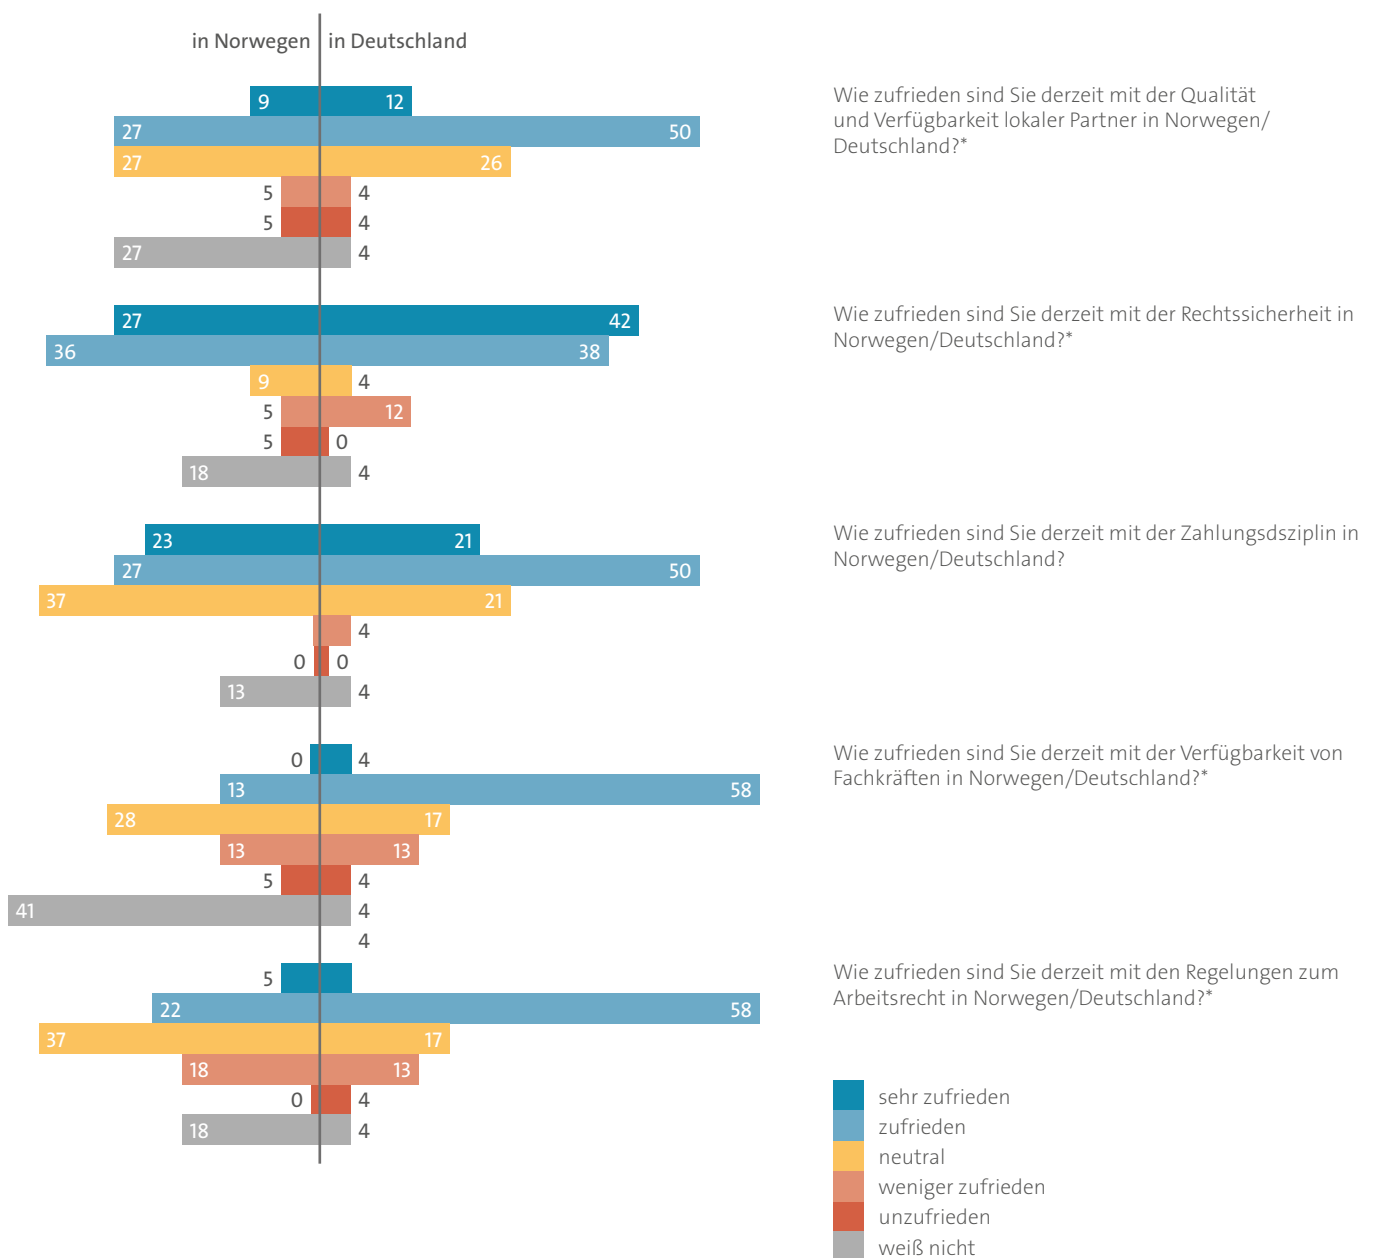 in Norwegen in Deutschland
9 12
27 50
27 26
5 4
5 4
27 4
Wie zufrieden sind Sie derzeit mit der Qualität
und Verfügbarkeit lokaler Partner in Norwegen/
Deutschland?*
27 42
36 38
9 4
5 12
5 0
18 4
Wie zufrieden sind Sie derzeit mit der Rechtssicherheit in
Norwegen/Deutschland?*
23 21
27 50
37 21
4
0 0
13 4
Wie zufrieden sind Sie derzeit mit der Zahlungsdsziplin in
Norwegen/Deutschland?
0 4
13 58
28 17
13 13
5 4
41 4
4
Wie zufrieden sind Sie derzeit mit der Verfügbarkeit von
Fachkräften in Norwegen/Deutschland?*
5
22 58
37 17
18 13
0 4
18 4
Wie zufrieden sind Sie derzeit mit den Regelungen zum
Arbeitsrecht in Norwegen/Deutschland?*
sehr zufrieden
zufrieden
neutral
weniger zufrieden
unzufrieden
weiß nicht